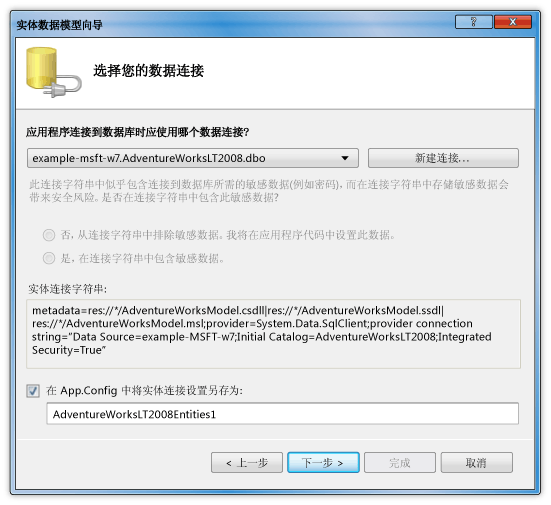 实体数据模型向导
选择您的数据连接
应用程序连接到数据库时应使用哪个数据连接?
example-msft-w7.AdventureWorksLT2008.dbo
新建连接...
此连接字符串中似乎包含连接到数据库所需的敏感数据(例如密码), 而在连接字符串中存储敏感数据会
带来安全风险。是否在连接字符串中包含此敏感数据?
否, 从连接字符串中排除敏感数据。我将在应用程序代码中设置此数据。
是, 在连接字符串中包含敏感数据。
实体连接字符串:
metadata=res://*/AdventureWorksModel.csdll|res://*/AdventureWorksModel.ssdl|
res://*/AdventureWorksModel.msl;provider=System.Data.SqlClient;provider connection
string="Data Source=example-MSFT-w7;Initial Catalog=AdventureWorksLT2008;Integrated
Security=True"
在 App.Config 中将实体连接设置另存为:
AdventureWorksLT2008Entities1
< 上一步
下一步 >
完成
取消